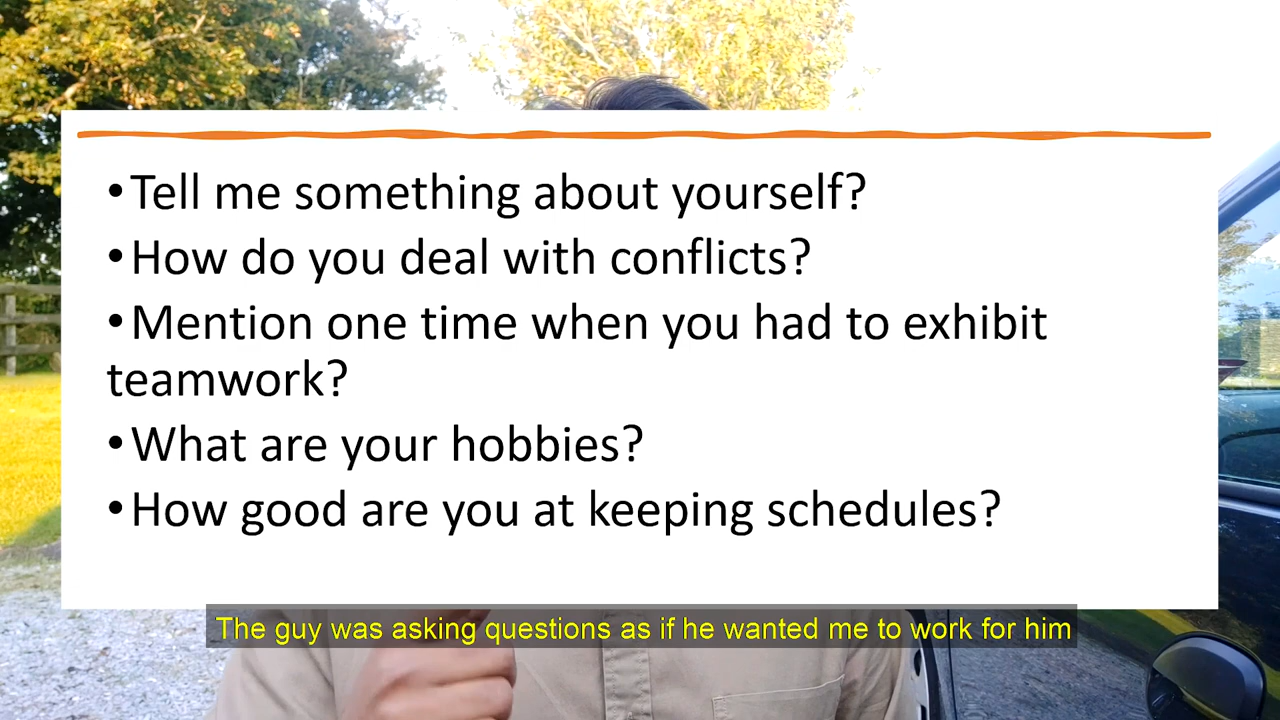 •Tell me something about yourself?
•How do you deal with conflicts?
•Mention one time when you had to exhibit
teamwork?
•What are your hobbies?
•How good are you at keeping schedules?
The guy was asking questions as if he wanted me to work for him